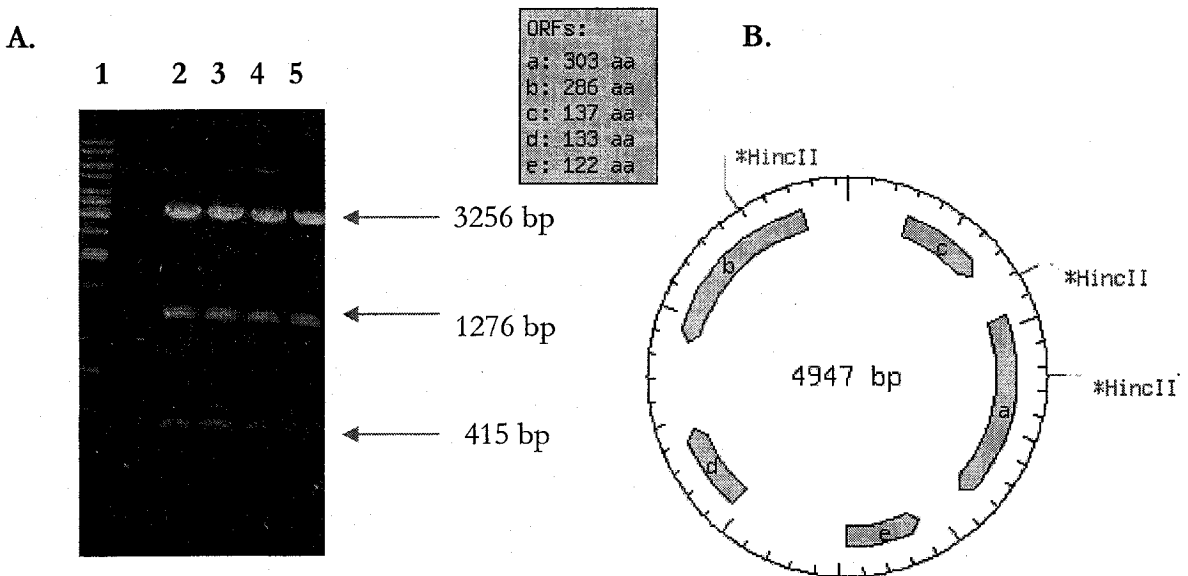 A.
1 2 3 4 5
3256 bp
1276 bp
415 bp
ORFs:
a: 303 aa
b: 286 aa
c: 137 aa
d: 133 aa
e: 122 aa
B.
*HincII
*HincII
*HincII
b
c
a
d
e
4947 bp